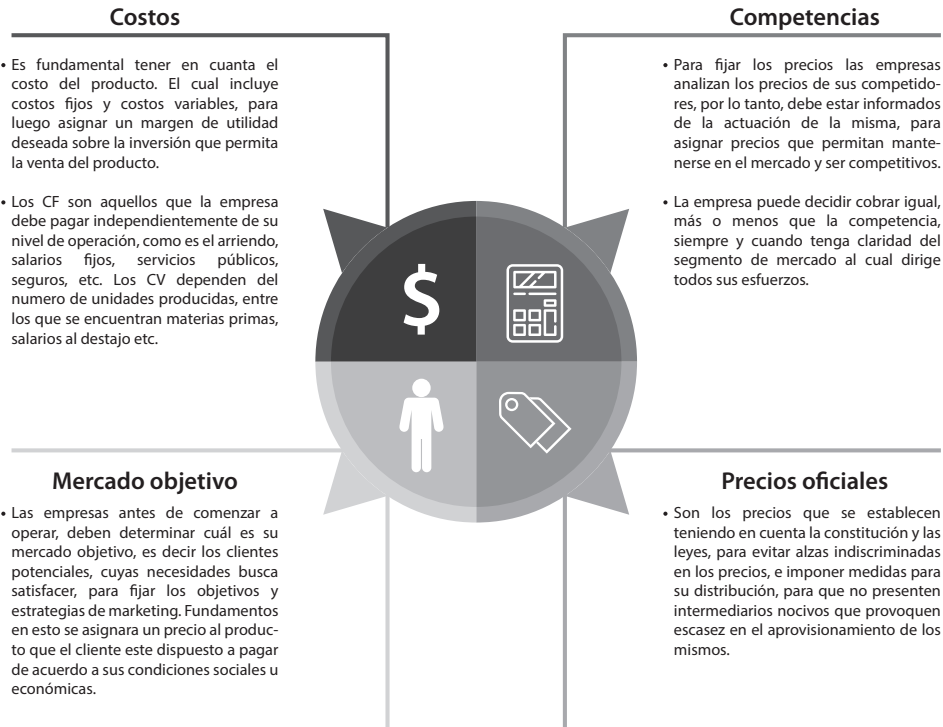 Costos
• Es fundamental tener en cuanta el
costo del producto. El cual incluye
costos fijos y costos variables, para
luego asignar un margen de utilidad
deseada sobre la inversión que permita
la venta del producto.
• Los CF son aquellos que la empresa
debe pagar independientemente de su
nivel de operación, como es el arriendo,
salarios fijos, servicios públicos,
seguros, etc. Los CV dependen del
numero de unidades producidas, entre
los que se encuentran materias primas,
salarios al destajo etc.
Competencias
• Para fijar los precios las empresas
analizan los precios de sus competido-
res, por lo tanto, debe estar informados
de la actuación de la misma, para
asignar precios que permitan mante-
nerse en el mercado y ser competitivos.
• La empresa puede decidir cobrar igual,
más o menos que la competencia,
siempre y cuando tenga claridad del
segmento de mercado al cual dirige
todos sus esfuerzos.
$
Mercado objetivo
• Las empresas antes de comenzar a
operar, deben determinar cuál es su
mercado objetivo, es decir los clientes
potenciales, cuyas necesidades busca
satisfacer, para fijar los objetivos y
estrategias de marketing. Fundamentos
en esto se asignara un precio al produc-
to que el cliente este dispuesto a pagar
de acuerdo a sus condiciones sociales u
económicas.
Precios oficiales
• Son los precios que se establecen
teniendo en cuenta la constitución y las
leyes, para evitar alzas indiscriminadas
en los precios, e imponer medidas para
su distribución, para que no presenten
intermediarios nocivos que provoquen
escasez en el aprovisionamiento de los
mismos.